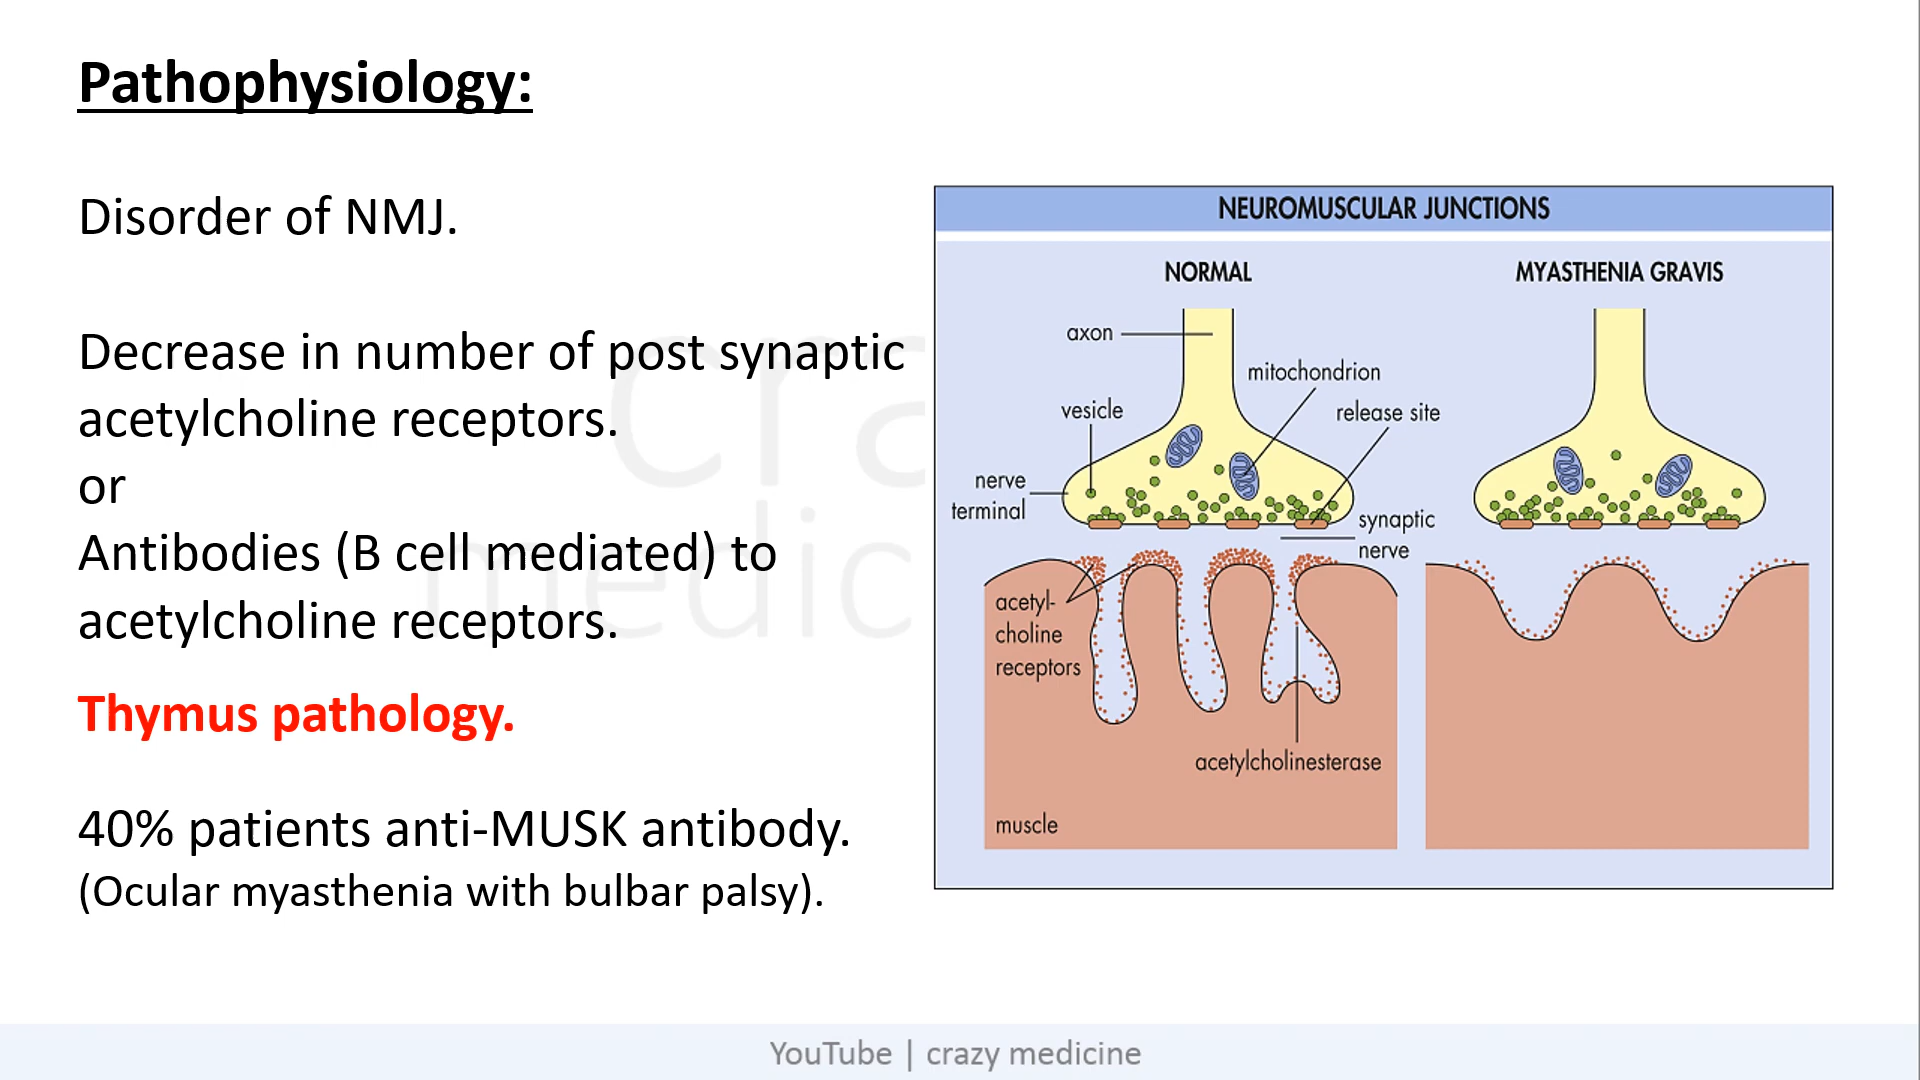 Pathophysiology:
Disorder of NMJ.
Decrease in number of post synaptic
acetylcholine receptors.
or
Antibodies (B cell mediated) to
acetylcholine receptors.
Thymus pathology.
40% patients anti-MUSK antibody.
(Ocular myasthenia with bulbar palsy).
NEUROMUSCULAR JUNCTIONS
NORMAL
MYASTHENIA GRAVIS
axon
mitochondrion
vesicle
release site
nerve
terminal
synaptic
nerve
acetyl-
choline
receptors
acetylcholinesterase
muscle
cra
medic
YouTube | crazy medicine